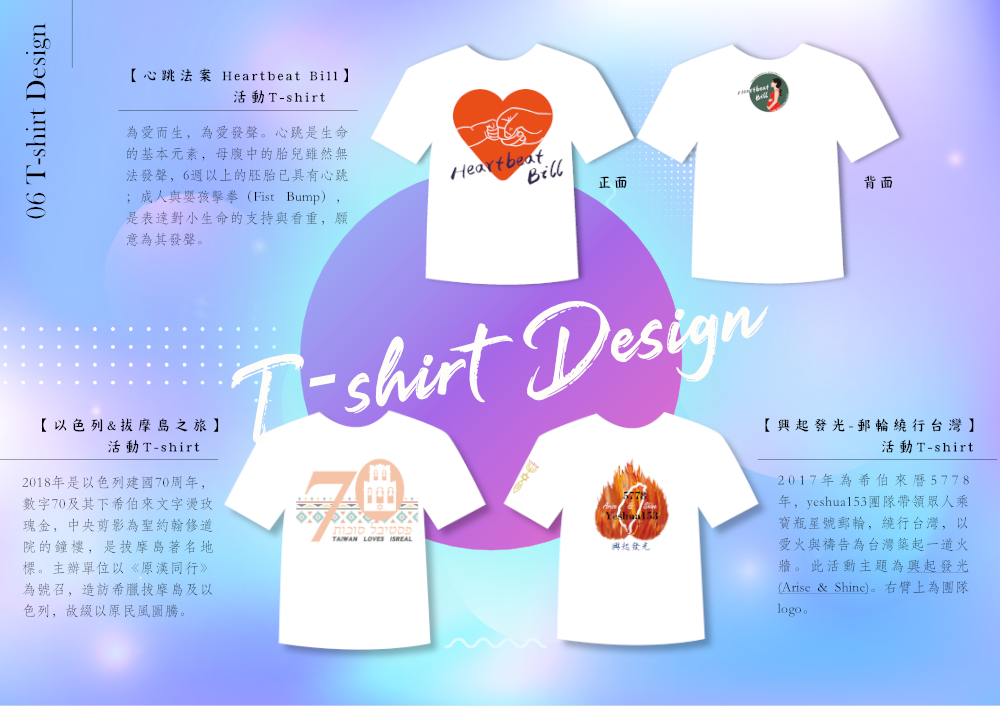 06 T-shirt Design
【心跳法案 Heartbeat Bill】
活動T-shirt
為愛而生，為愛發聲。心跳是生命
的基本元素，母腹中的胎兒雖然無
法發聲，6週以上的胚胎已具有心跳
；成人與嬰孩擊拳（Fist Bump），
是表達對小生命的支持與看重，願
意為其發聲。
Heartbeat
Bill
正面
Heartbeat
Bill
背面
T-shirt Design
【以色列&拔摩島之旅】
活動T-shirt
2018年是以色列建國70周年，
數字70及其下希伯來文字燙玫
瑰金，中央剪影為聖約翰修道
院的鐘樓，是拔摩島著名地
標。主辦單位以《原漢同行》
為號召，造訪希臘拔摩島及以
色列，故綴以原民風圖騰。
70
פסטיבל סוכות
TAIWAN LOVES ISREAL
5778
Arise & Shine
Yeshua153
興起發光
【興起發光-郵輪繞行台灣】
活動T-shirt
2017年為希伯來曆5778
年，yeshua153團隊帶領眾人乘
寶瓶星號郵輪，繞行台灣，以
愛火與禱告為台灣築起一道火
牆。此活動主題為興起發光
(Arise & Shine)。右臂上為團隊
logo。